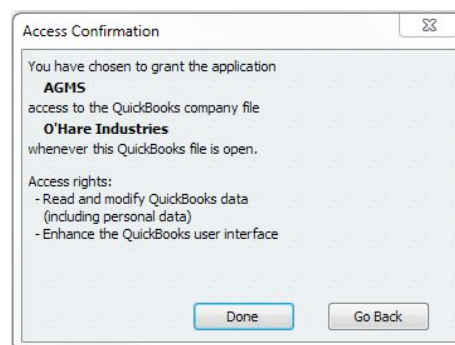 Access Confirmation
You have chosen to grant the application
AGMS
access to the QuickBooks company file
O'Hare Industries
whenever this QuickBooks file is open.
Access rights:
- Read and modify QuickBooks data
(including personal data)
- Enhance the QuickBooks user interface
Done Go Back